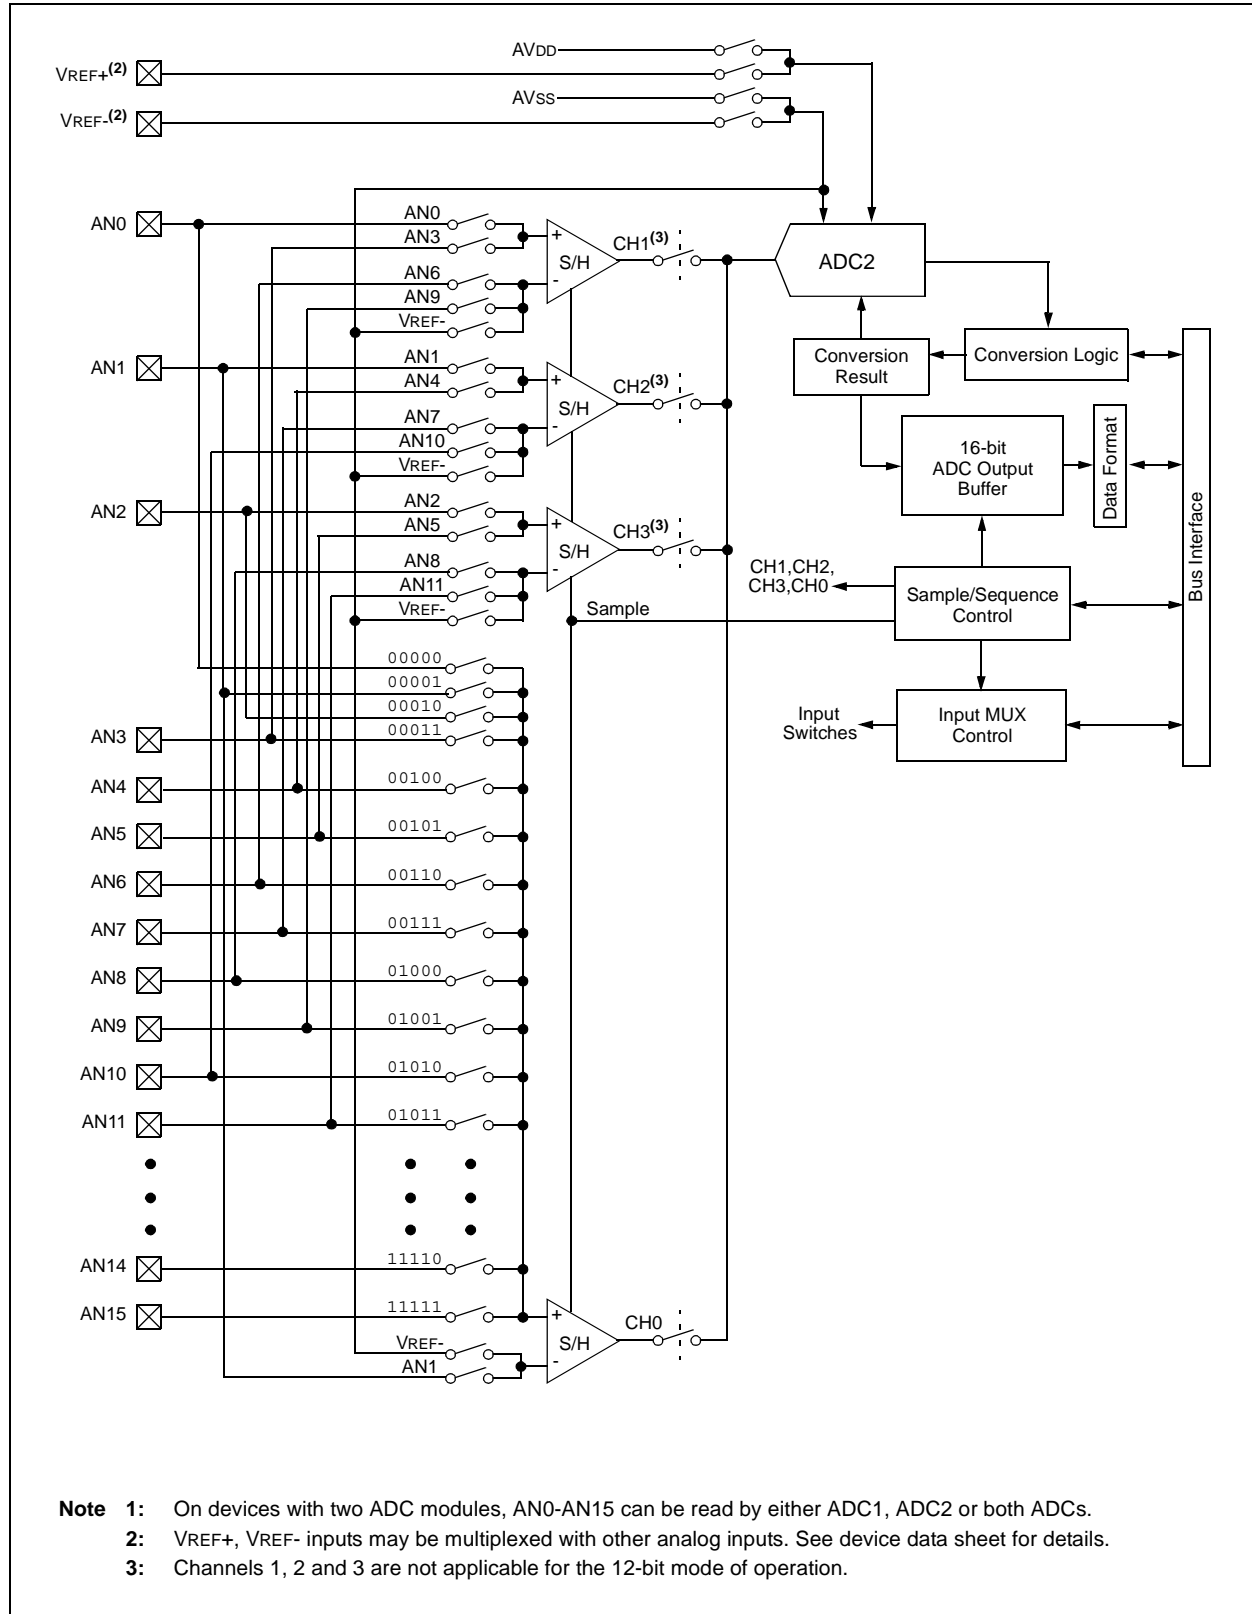 AVDD
VREF+(2)
AVSS
VREF-(2)
AN0
AN0
AN3
+
S/H
-
CH1(3)
ADC2
AN6
AN9
VREF-
AN1
AN1
AN4
+
S/H
-
CH2(3)
Conversion
Result
Conversion Logic
AN7
AN10
VREF-
16-bit
ADC Output
Buffer
Data Format
Bus Interface
AN2
AN2
AN5
+
S/H
-
CH3(3)
AN8
AN11
VREF-
CH1,CH2,
CH3,CH0
Sample/Sequence
Control
Sample
00000
00001
00010
AN3
00011
Input
Switches
Input MUX
Control
AN4
00100
AN5
00101
AN6
00110
AN7
00111
AN8
01000
AN9
01001
AN10
01010
AN11
01011
AN14
11110
AN15
11111
+
S/H
-
CH0
VREF-
AN1
Note 1: On devices with two ADC modules, AN0-AN15 can be read by either ADC1, ADC2 or both ADCs.
2: VREF+, VREF- inputs may be multiplexed with other analog inputs. See device data sheet for details.
3: Channels 1, 2 and 3 are not applicable for the 12-bit mode of operation.